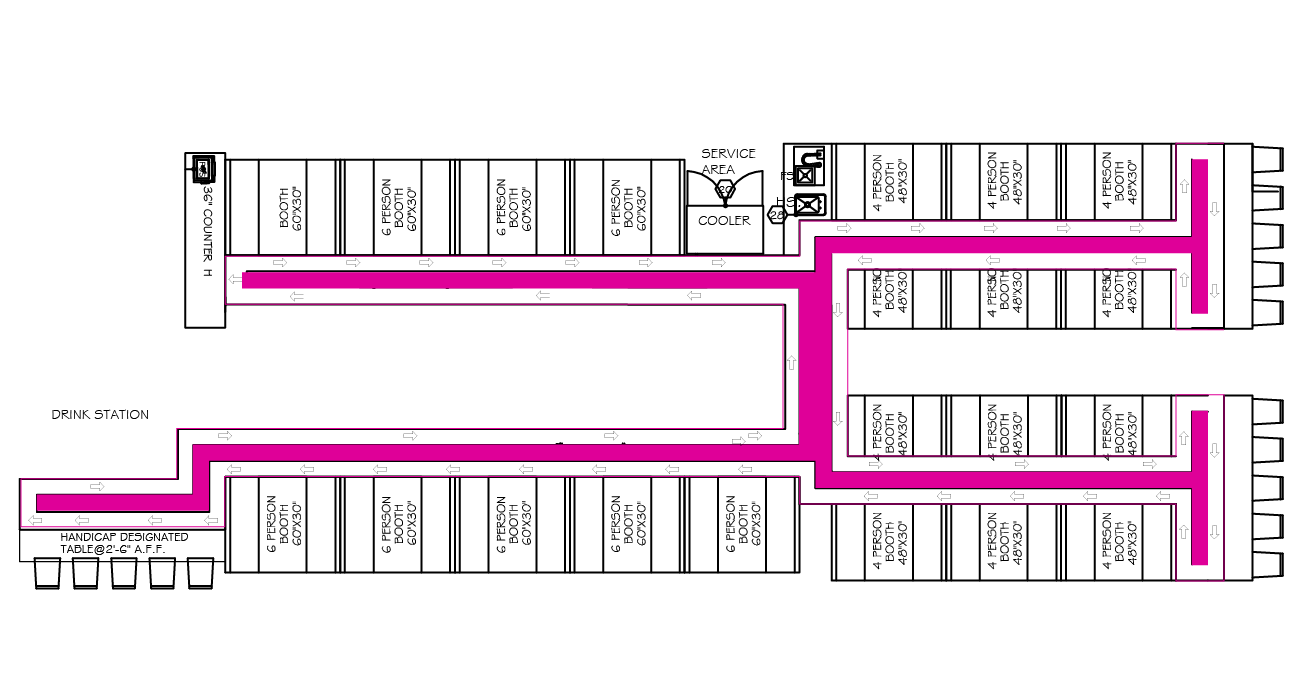 SERVICE
AREA
20
COOLER
FS
H S.
28
36" COUNTER H
BOOTH
60"X30"
6 PERSON
BOOTH
60"X30"
6 PERSON
BOOTH
60"X30"
6 PERSON
BOOTH
60"X30"
4 PERSON
BOOTH
48"X30"
4 PERSON
BOOTH
48"X30"
4 PERSON
BOOTH
48"X30"
4 PERSON
BOOTH
48"X30"
4 PERSON
BOOTH
48"X30"
4 PERSON
BOOTH
48"X30"
DRINK STATION
4 PERSON
BOOTH
48"X30"
4 PERSON
BOOTH
48"X30"
4 PERSON
BOOTH
48"X30"
HANDICAP DESIGNATED
TABLE@2'-6" A.F.F.
6 PERSON
BOOTH
60"X30"
6 PERSON
BOOTH
60"X30"
6 PERSON
BOOTH
60"X30"
6 PERSON
BOOTH
60"X30"
6 PERSON
BOOTH
60"X30"
4 PERSON
BOOTH
48"X30"
4 PERSON
BOOTH
48"X30"
4 PERSON
BOOTH
48"X30"